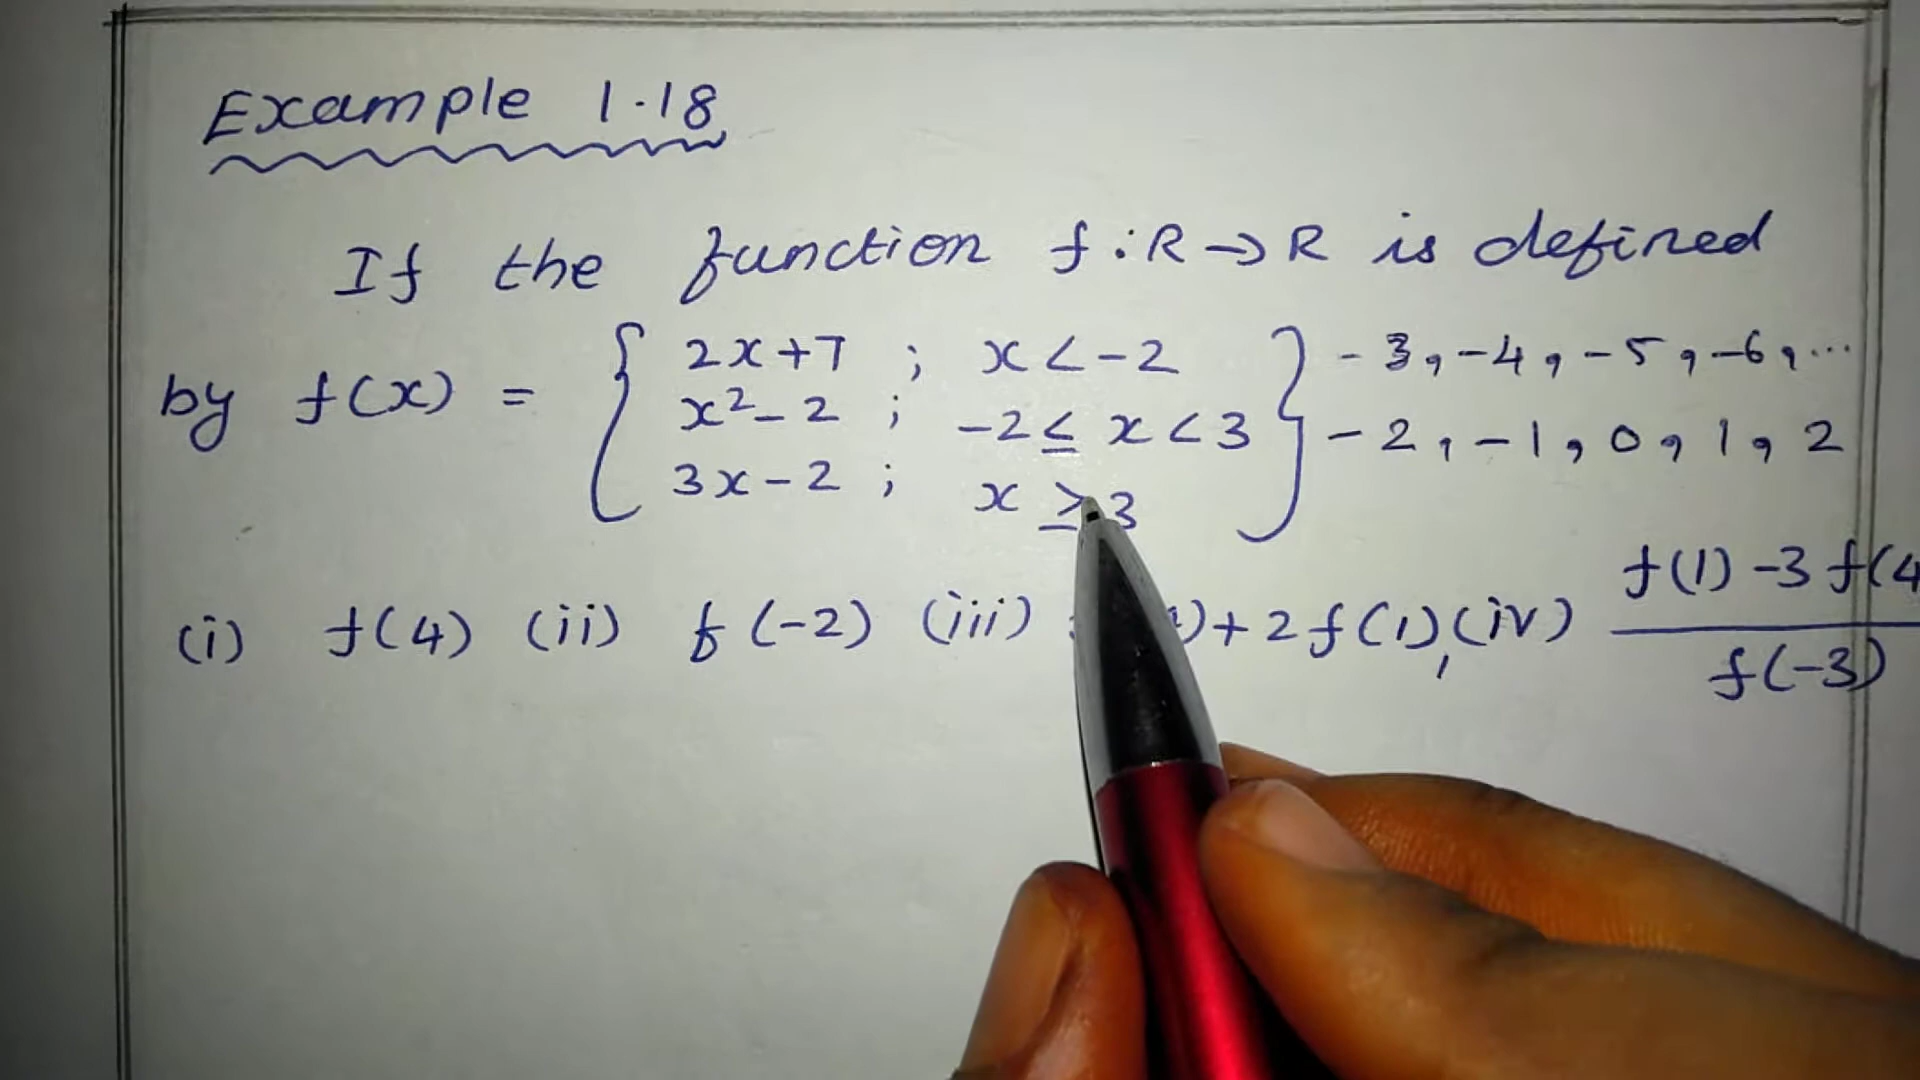 Example 1.18
If the function f : R → R is defined
by f(x) = { 2x+7 ; x < -2 } -3, -4, -5, -6, ...
x² - 2 ; -2 ≤ x < 3 -2, -1, 0, 1, 2
3x - 2 ; x ≥ 3
(i) f(4) (ii) f(-2) (iii) ) + 2f(1), (iv) f(1) - 3f(4
f(-3)